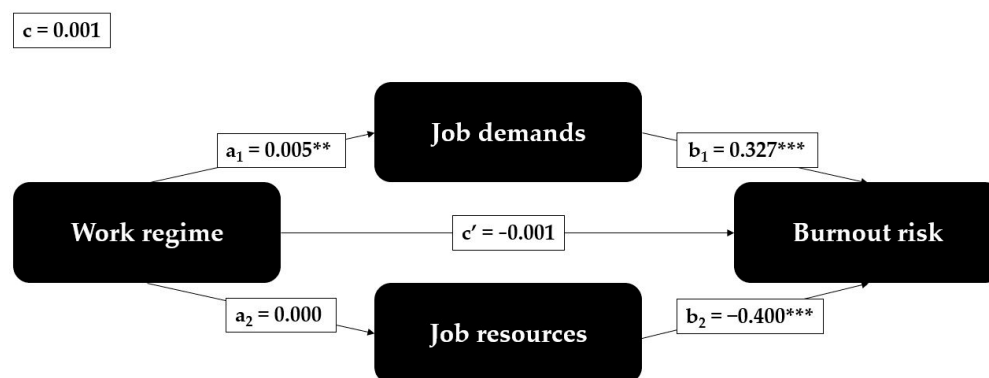 c = 0.001
Job demands
a₁ = 0.005**
b₁ = 0.327***
Work regime
c′ = −0.001
Burnout risk
a₂ = 0.000
b₂ = −0.400***
Job resources